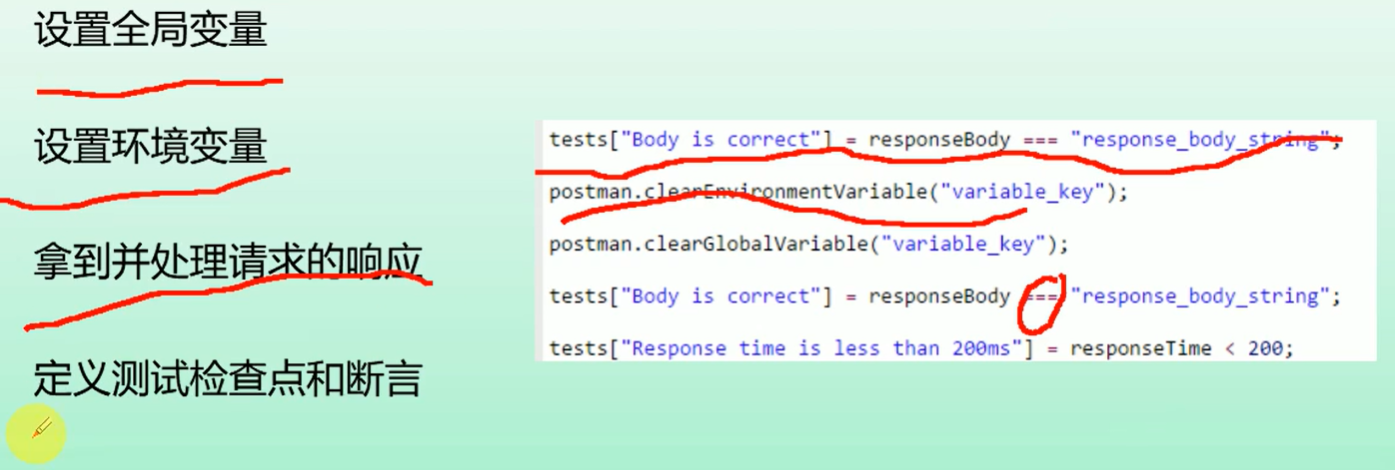 设置全局变量
设置环境变量
拿到并处理请求的响应
定义测试检查点和断言
tests["Body is correct"] = responseBody === "response_body_string";
postman.clearEnvironmentVariable("variable_key");
postman.clearGlobalVariable("variable_key");
tests["Body is correct"] = responseBody === "response_body_string";
tests["Response time is less than 200ms"] = responseTime < 200;